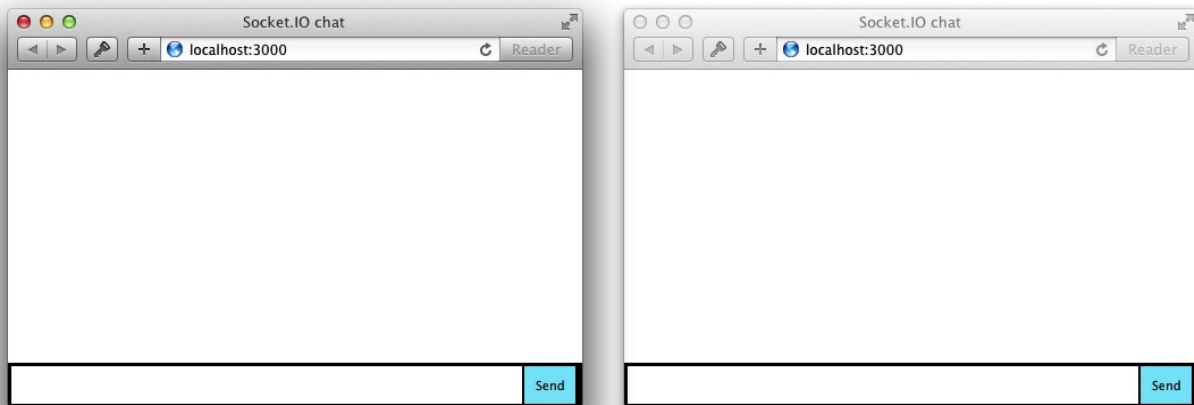 Socket.IO chat
localhost:3000
Reader
Send
Socket.IO chat
localhost:3000
Reader
Send